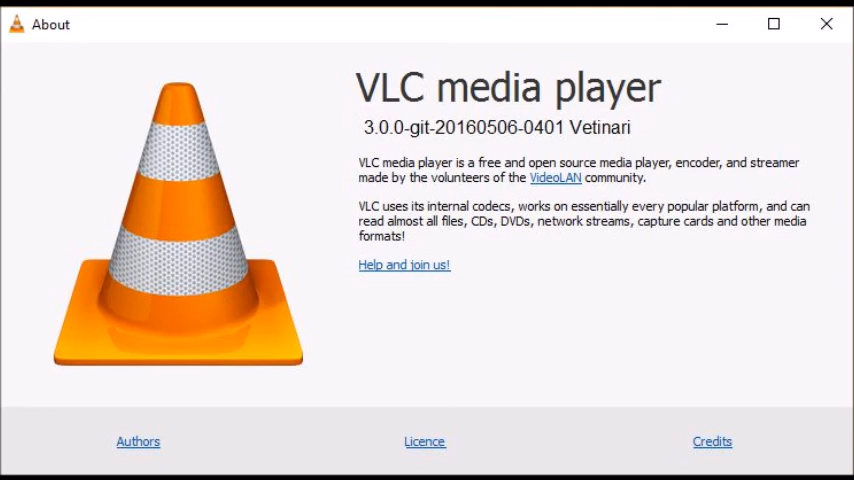 About
VLC media player
3.0.0-git-20160506-0401 Vetinari
VLC media player is a free and open source media player, encoder, and streamer
made by the volunteers of the VideoLAN community.
VLC uses its internal codecs, works on essentially every popular platform, and can
read almost all files, CDs, DVDs, network streams, capture cards and other media
formats!
Help and join us!
Authors
Licence
Credits